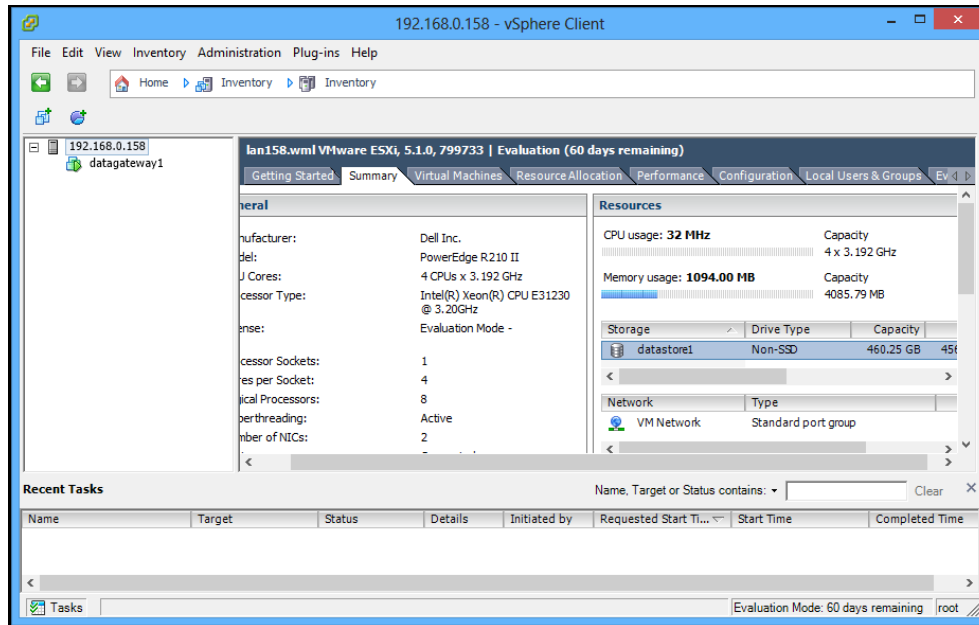 192.168.0.158 - vSphere Client
File Edit View Inventory Administration Plug-ins Help
Home Inventory Inventory
192.168.0.158
datagateway1
lan158.wml VMware ESXi, 5.1.0, 799733 | Evaluation (60 days remaining)
Getting Started Summary Virtual Machines Resource Allocation Performance Configuration Local Users & Groups Ev
neral
nufacturer: Dell Inc.
del: PowerEdge R210 II
U Cores: 4 CPUs x 3.192 GHz
cessor Type: Intel(R) Xeon(R) CPU E31230
@ 3.20GHz
ense: Evaluation Mode -
cessor Sockets: 1
res per Socket: 4
gical Processors: 8
perthreading: Active
mber of NICs: 2
Resources
CPU usage: 32 MHz Capacity
4 x 3.192 GHz
Memory usage: 1094.00 MB Capacity
4085.79 MB
Storage Drive Type Capacity
datastore1 Non-SSD 460.25 GB 456
Network Type
VM Network Standard port group
Recent Tasks Name, Target or Status contains: Clear
Name Target Status Details Initiated by Requested Start Ti... Start Time Completed Time
Tasks Evaluation Mode: 60 days remaining root